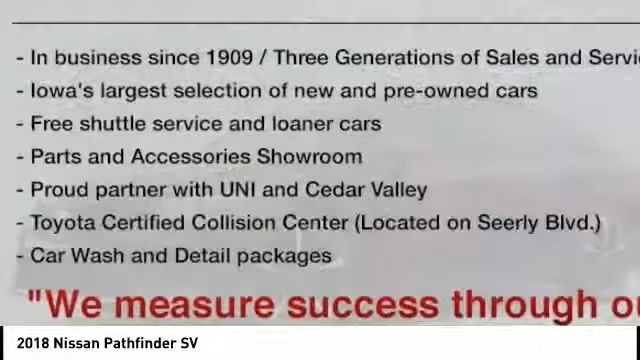 - In business since 1909 / Three Generations of Sales and
- Iowa's largest selection of new and pre-owned cars
- Free shuttle service and loaner cars
- Parts and Accessories Showroom
- Proud partner with UNI and Cedar Valley
- Toyota Certified Collision Center (Located on Seerly Blvd.)
- Car Wash and Detail packages
"We measure success through
2018 Nissan Pathfinder SV